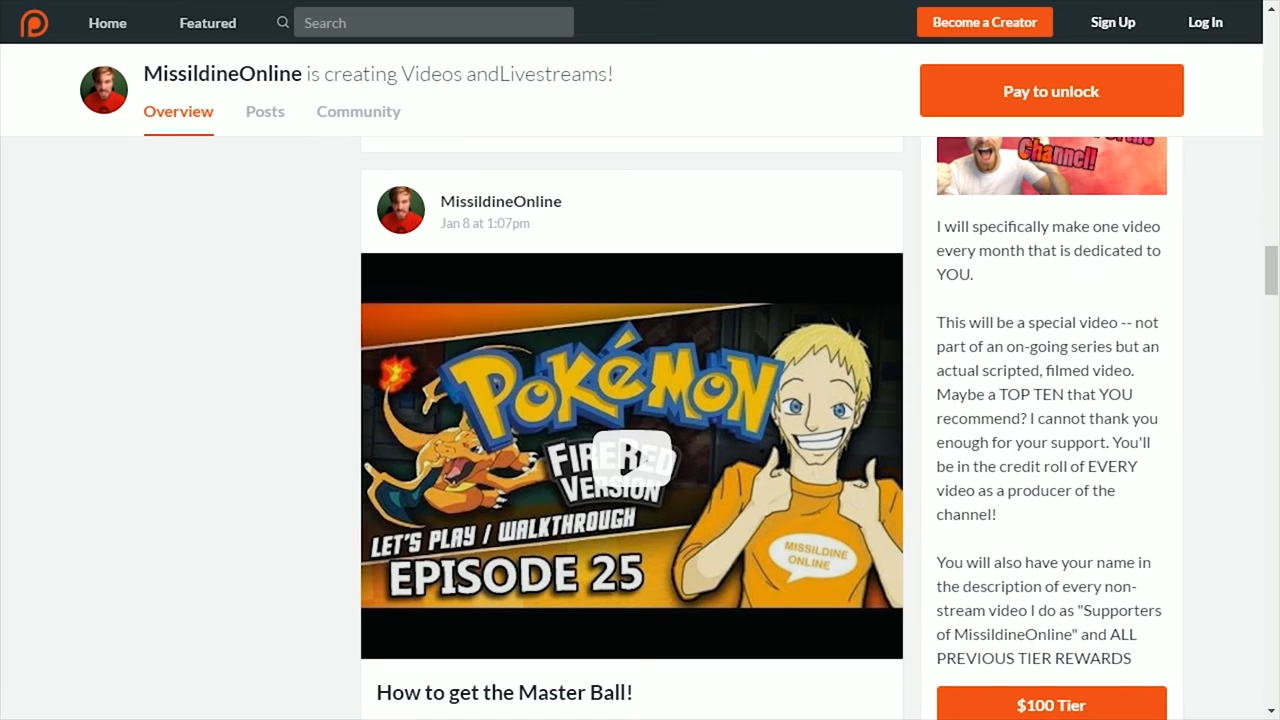 Home
Featured
Search
Become a Creator
Sign Up
Log In
MissildineOnline is creating Videos andLivestreams!
Pay to unlock
Overview
Posts
Community
MissildineOnline
Jan 8 at 1:07pm
POKéMON
FIRERED
VERSION
LET'S PLAY / WALKTHROUGH
EPISODE 25
MISSILDINE
ONLINE
How to get the Master Ball!
Channel!
I will specifically make one video
every month that is dedicated to
YOU.
This will be a special video -- not
part of an on-going series but an
actual scripted, filmed video.
Maybe a TOP TEN that YOU
recommend? I cannot thank you
enough for your support. You'll
be in the credit roll of EVERY
video as a producer of the
channel!
You will also have your name in
the description of every non-
stream video I do as "Supporters
of MissildineOnline" and ALL
PREVIOUS TIER REWARDS
$100 Tier